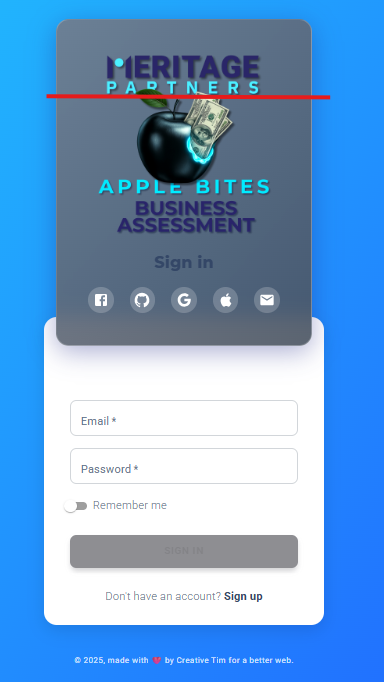 MERITAGE
PARTNERS
APPLE BITES
BUSINESS
ASSESSMENT
Sign in
Email *
Password *
Remember me
SIGN IN
Don't have an account? Sign up
© 2025, made with ❤ by Creative Tim for a better web.